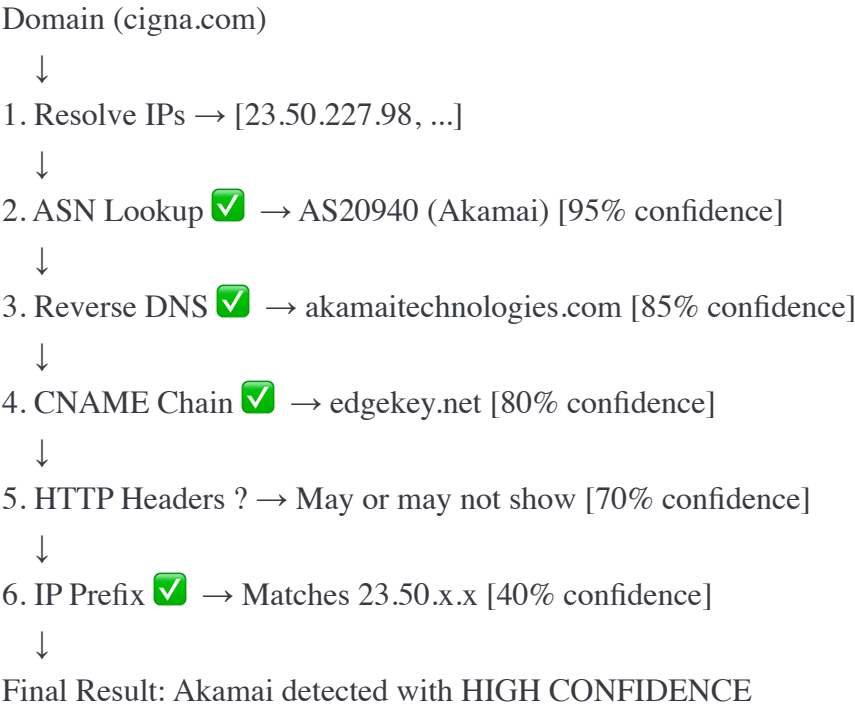 Domain (cigna.com)
↓
1. Resolve IPs → [23.50.227.98, ...]
↓
2. ASN Lookup ✅ → AS20940 (Akamai) [95% confidence]
↓
3. Reverse DNS ✅ → akamaitechnologies.com [85% confidence]
↓
4. CNAME Chain ✅ → edgekey.net [80% confidence]
↓
5. HTTP Headers ? → May or may not show [70% confidence]
↓
6. IP Prefix ✅ → Matches 23.50.x.x [40% confidence]
↓
Final Result: Akamai detected with HIGH CONFIDENCE